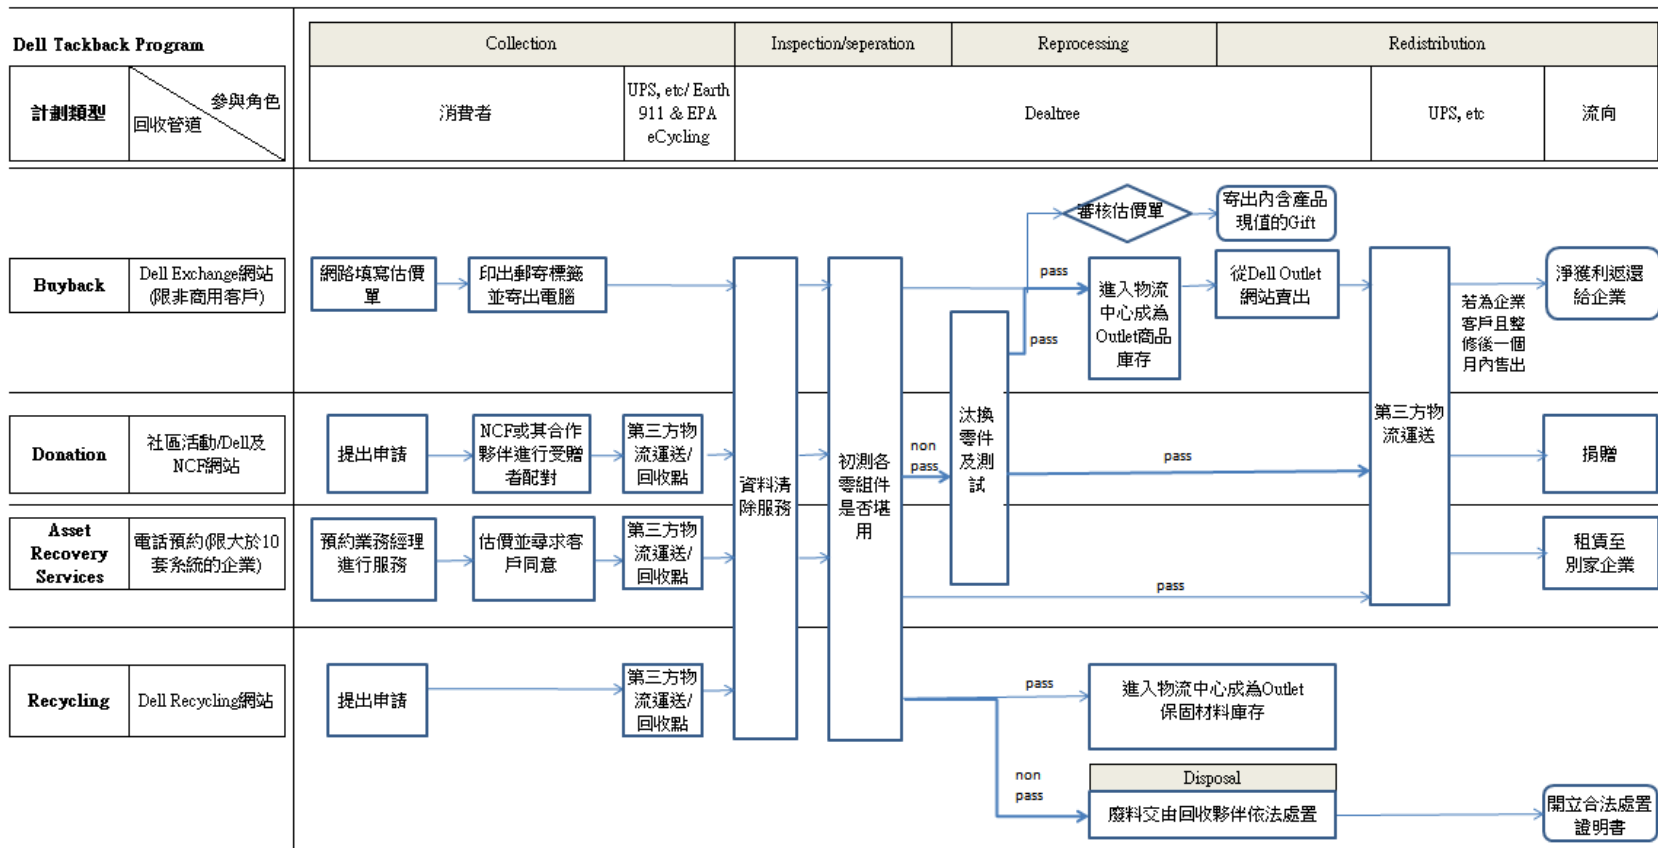 Dell Tackback Program
Collection
Inspection/seperation
Reprocessing
Redistribution
計劃類型
參與角色
回收管道
消費者
UPS, etc/ Earth
911 & EPA
eCycling
Dealtree
UPS, etc
流向
Buyback
Dell Exchange網站
(限非商用客戶)
網路填寫估價
單
印出郵寄標籤
並寄出電腦
審核估價單
寄出內含產品
現值的Gift
pass
pass
進入物流
中心成為
Outlet商品
庫存
從Dell Outlet
網站賣出
若為企業
客戶且整
修後一個
月內售出
淨獲利返還
給企業
Donation
社區活動/Dell及
NCF網站
提出申請
NCF或其合作
夥伴進行受贈
者配對
第三方物
流運送/
回收點
資料清
除服務
初測各
零組件
是否堪
用
non
pass
汰換
零件
及測
試
pass
第三方物
流運送
捐贈
Asset
Recovery
Services
電話預約(限大於10
套系統的企業)
預約業務經理
進行服務
估價並尋求客
戶同意
第三方物
流運送/
回收點
pass
租賃至
別家企業
Recycling
Dell Recycling網站
提出申請
第三方物
流運送/
回收點
pass
進入物流中心成為Outlet
保固材料庫存
non
pass
Disposal
廢料交由回收夥伴依法處置
開立合法處置
證明書